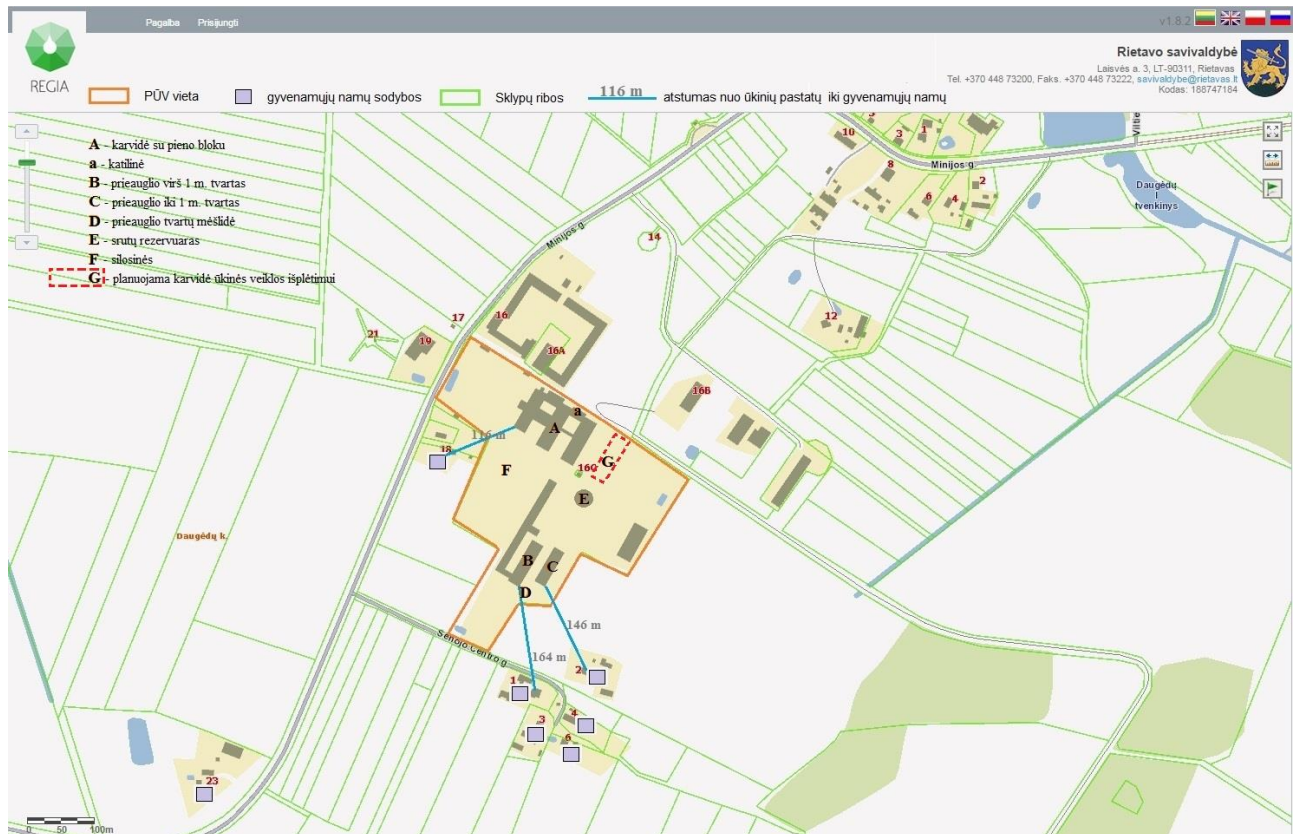 Pagalba Prisijungti
v1.8.2
Rietavo savivaldybė
Laisvės a. 3, LT-90311, Rietavas
Tel. +370 448 73200, Faks. +370 448 73222, savivaldybe@rietavas.lt
Kodas: 188747184
REGIA
PŪV vieta
gyvenamųjų namų sodybos
Sklypų ribos
116 m
atstumas nuo ūkinių pastatų iki gyvenamųjų namų
A - karvidė su pieno bloku
a - katilinė
B - prieauglio virš 1 m. tvartas
C - prieauglio iki 1 m. tvartas
D - prieauglio tvartų mėšlidė
E - srutų rezervuaras
F - silosinės
G - planuojama karvidė ūkinės veiklos išplėtimui
10
3
1
8
Minijos g.
2
6
4
Daugėdų
I
tvenkinys
Minijos g.
14
12
17
16
21
19
16A
16B
a
A
116 m
18
F
16C
G
E
Daugėdų k.
B
C
D
146 m
Senojo Centro g.
164 m
2
1
3
4
6
23
0 50 100m